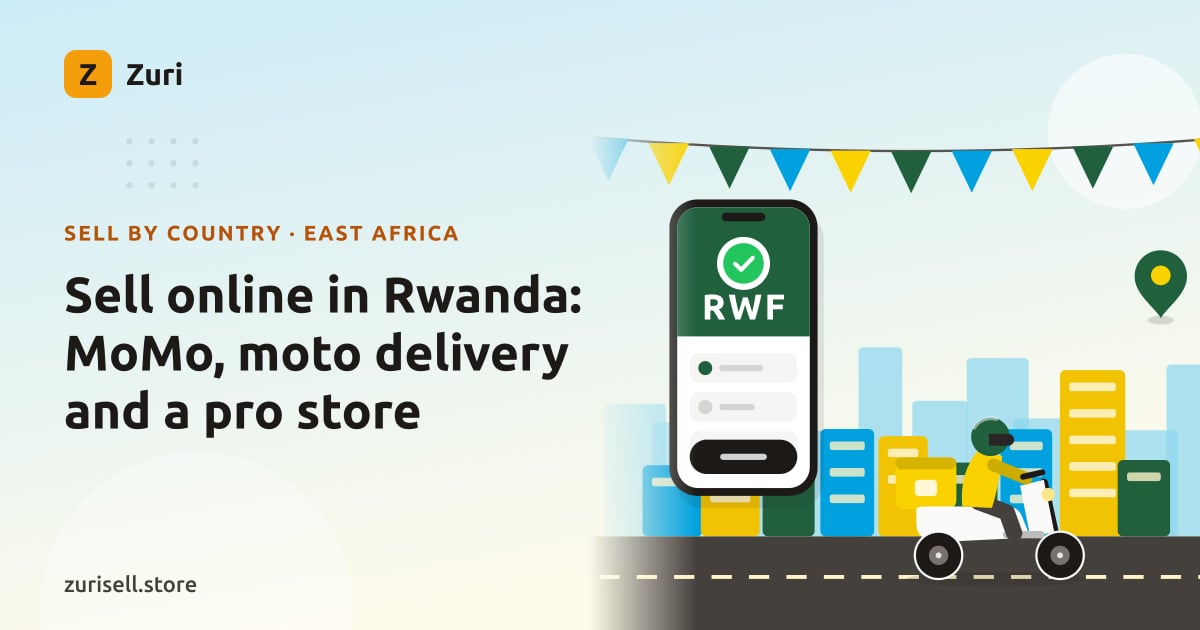 Z Zuri
SELL BY COUNTRY · EAST AFRICA
Sell online in Rwanda:
MoMo, moto delivery
and a pro store
RWF
zurisell.store